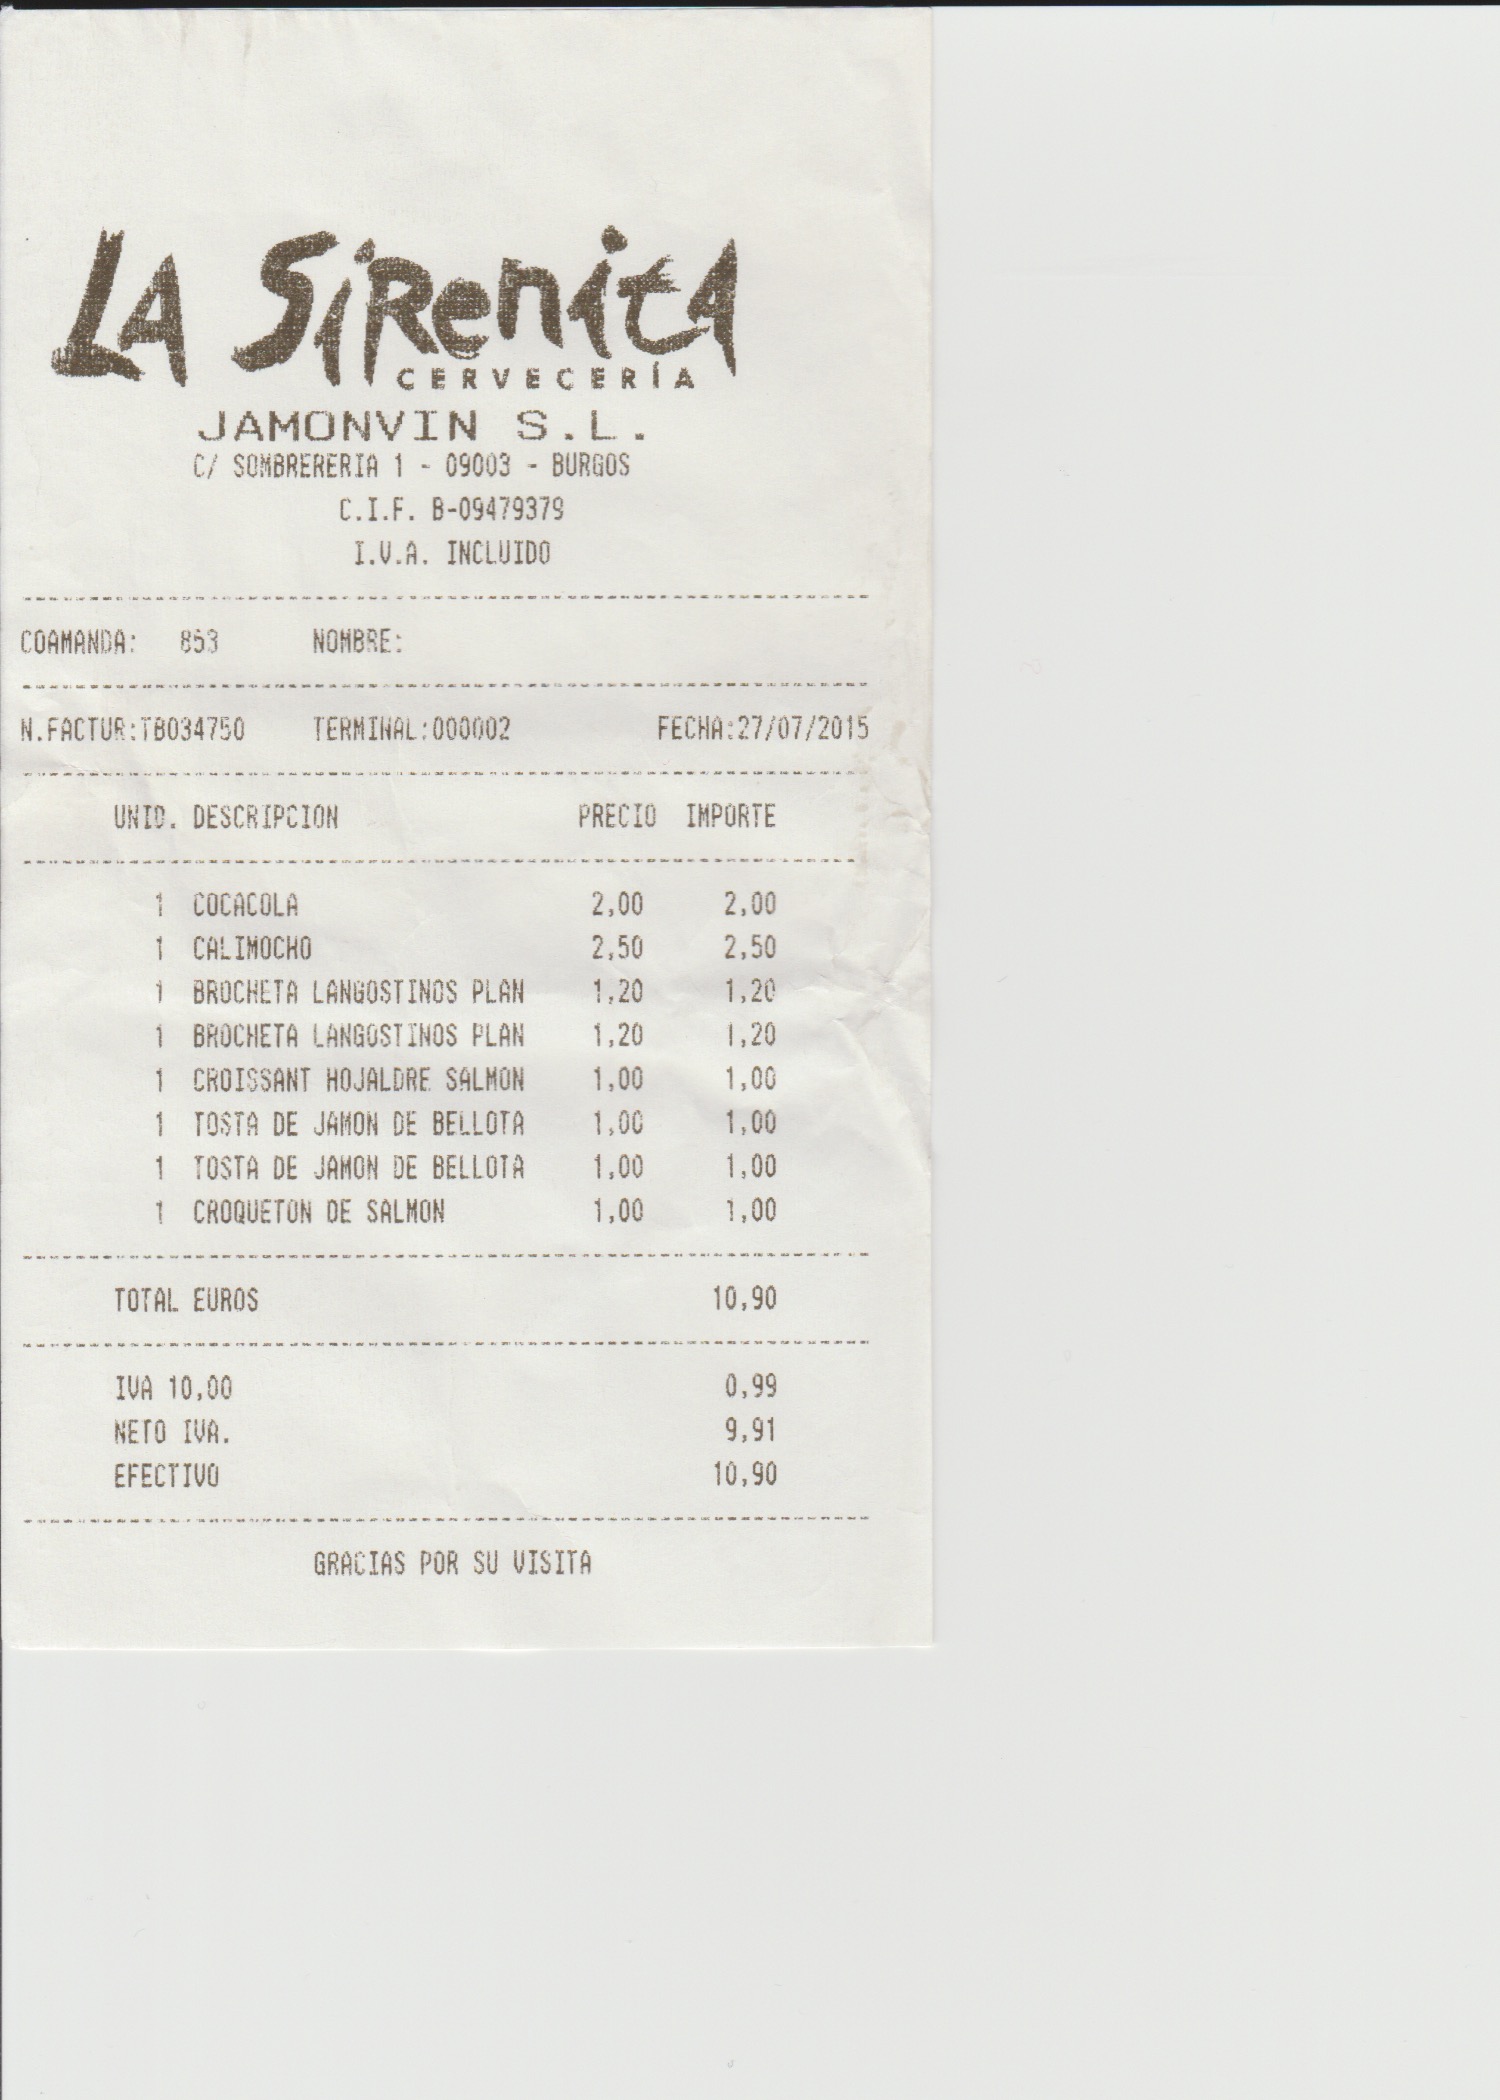 LA SiRenita
CERVECERÍA
JAMONVIN S.L.
C/ SOMBRERERIA 1 - 09003 - BURGOS
C.I.F. B-09479379
I.V.A. INCLUIDO
COAMANDA: 853 NOMBRE:
N.FACTUR:TB034750 TERMINAL:000002 FECHA:27/07/2015
UNID. DESCRIPCION PRECIO IMPORTE
1 COCACOLA 2,00 2,00
1 CALIMOCHO 2,50 2,50
1 BROCHETA LANGOSTINOS PLAN 1,20 1,20
1 BROCHETA LANGOSTINOS PLAN 1,20 1,20
1 CROISSANT HOJALDRE SALMON 1,00 1,00
1 TOSTA DE JAMON DE BELLOTA 1,00 1,00
1 TOSTA DE JAMON DE BELLOTA 1,00 1,00
1 CROQUETON DE SALMON 1,00 1,00
TOTAL EUROS 10,90
IVA 10,00 0,99
NETO IVA. 9,91
EFECTIVO 10,90
GRACIAS POR SU VISITA